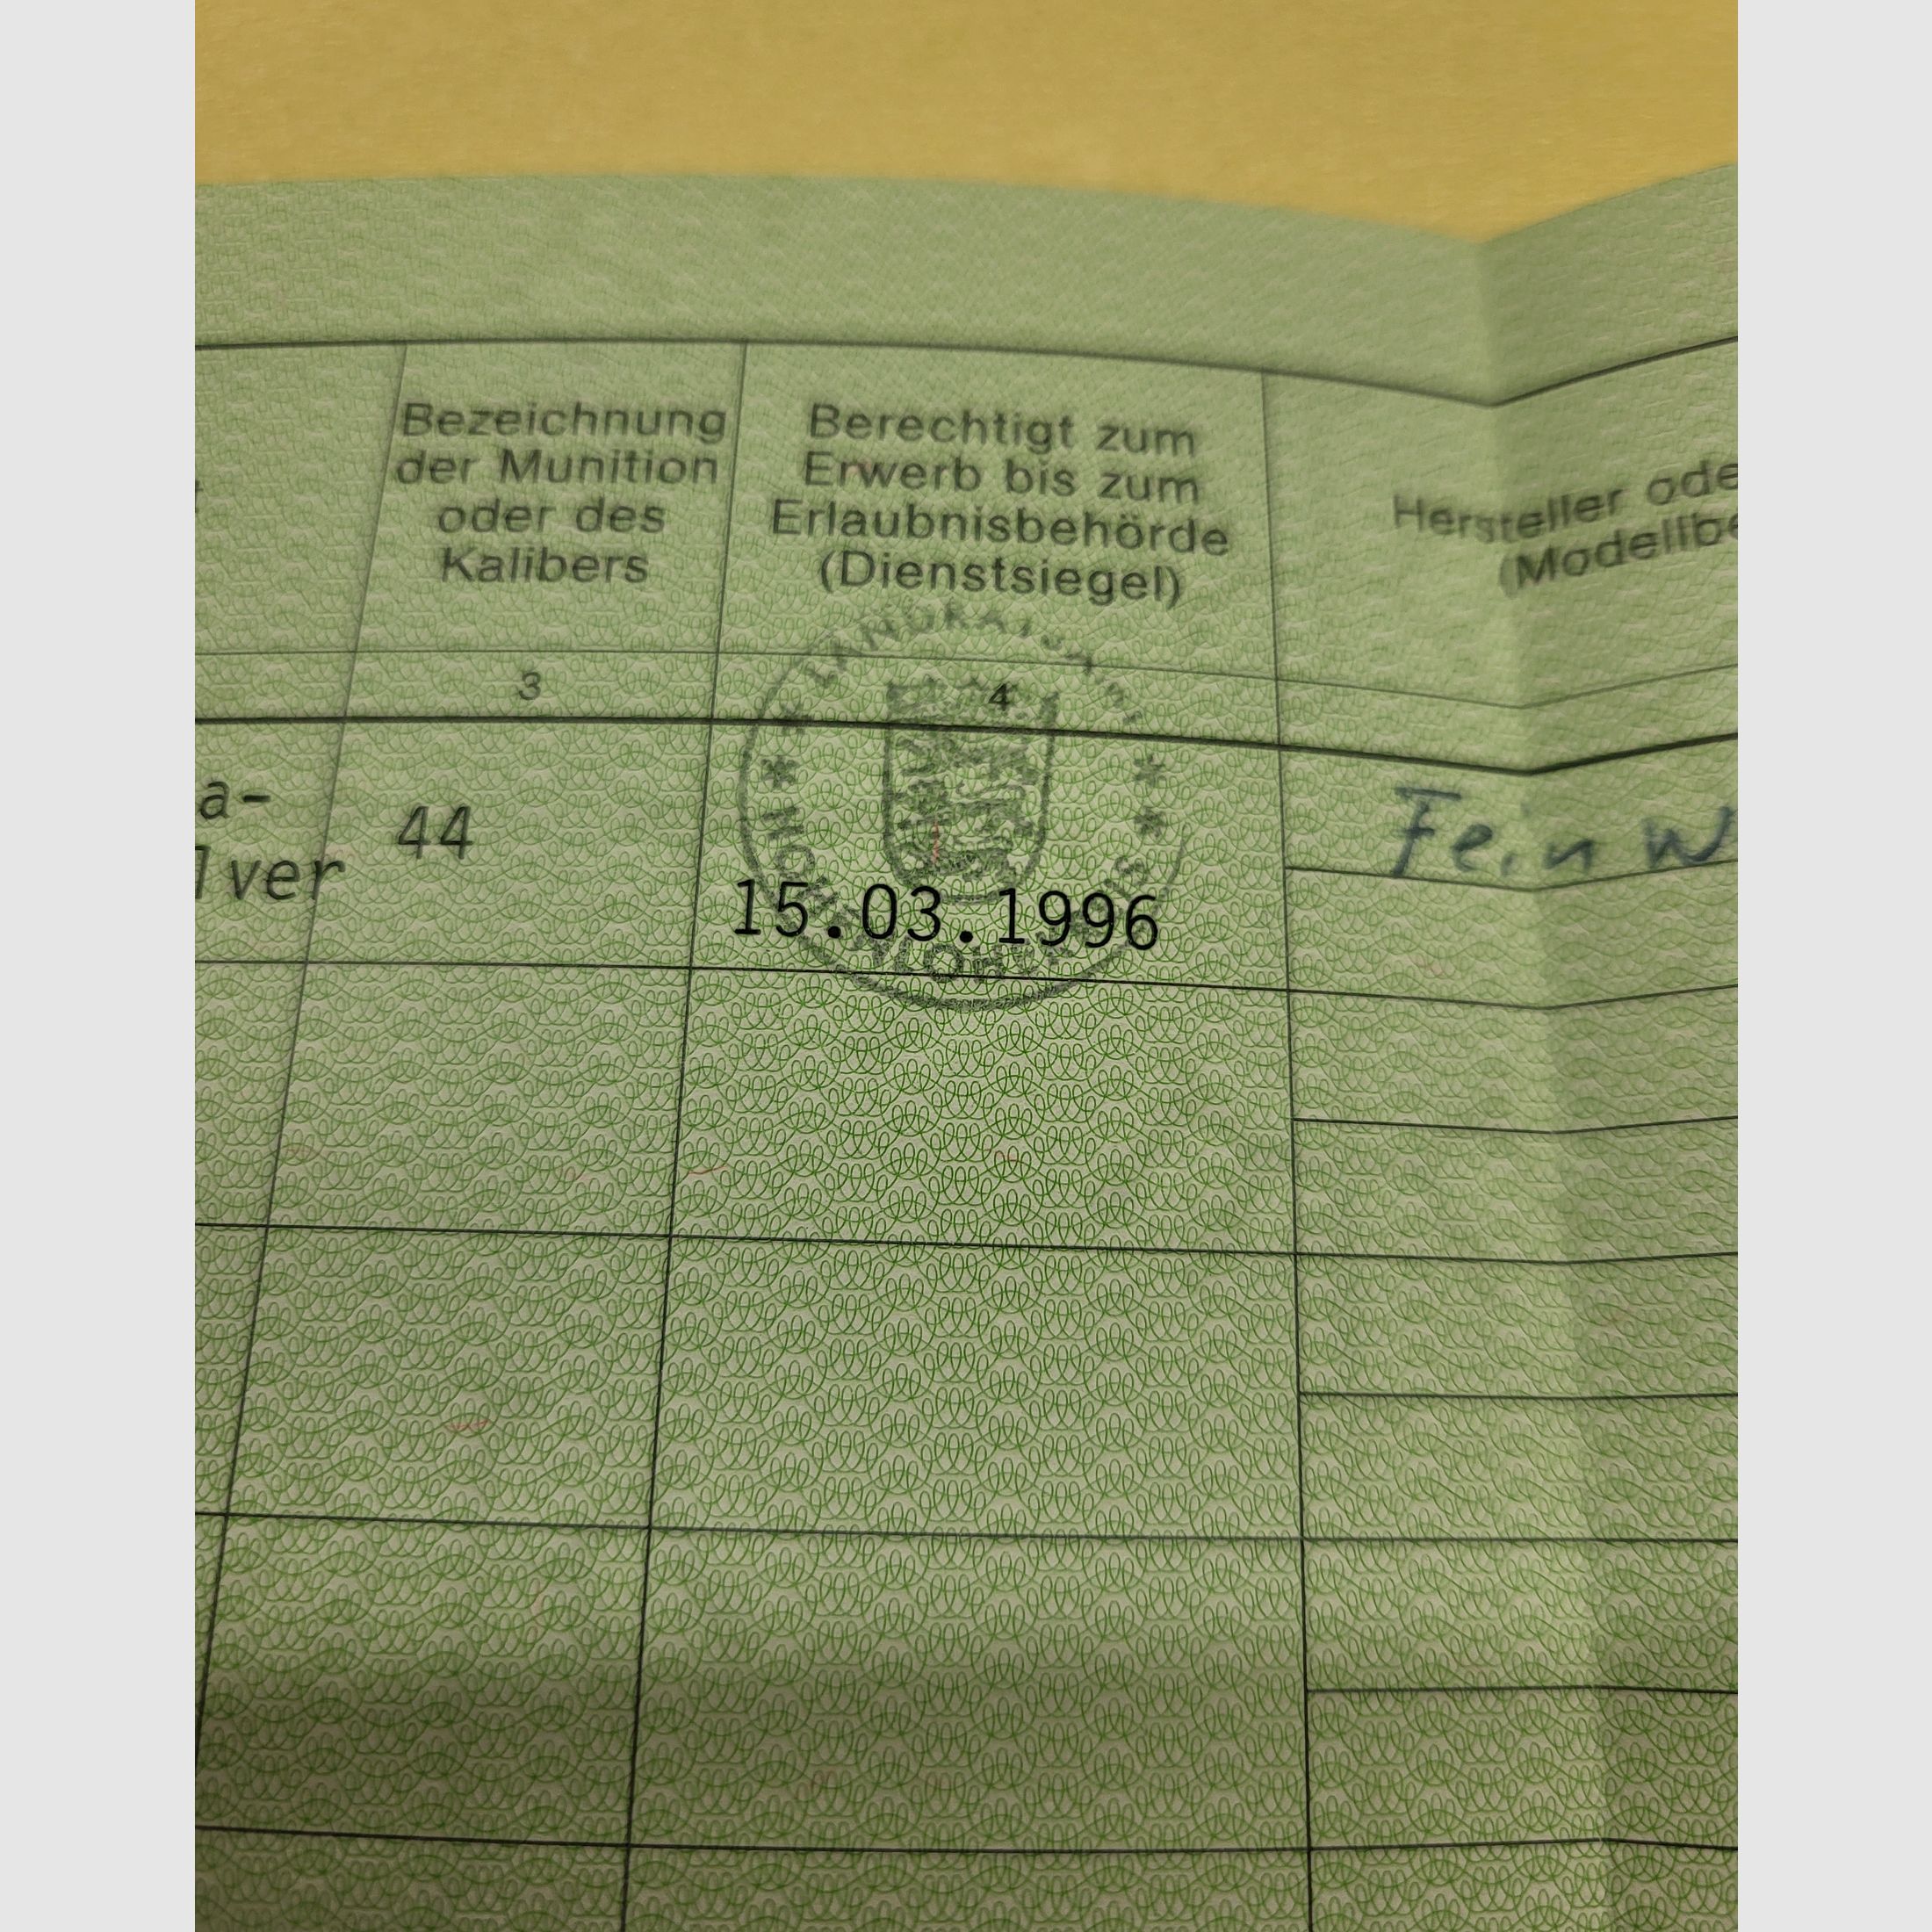 Bezeichnung
der Munition
oder des
Kalibers
Berechtigt zum
Erwerb bis zum
Erlaubnisbehörde
(Dienstsiegel)
Hersteller ode
(Modellbe
3
4
a-
lver
44
LANDRATSAMT
15.03.1996
Feinw